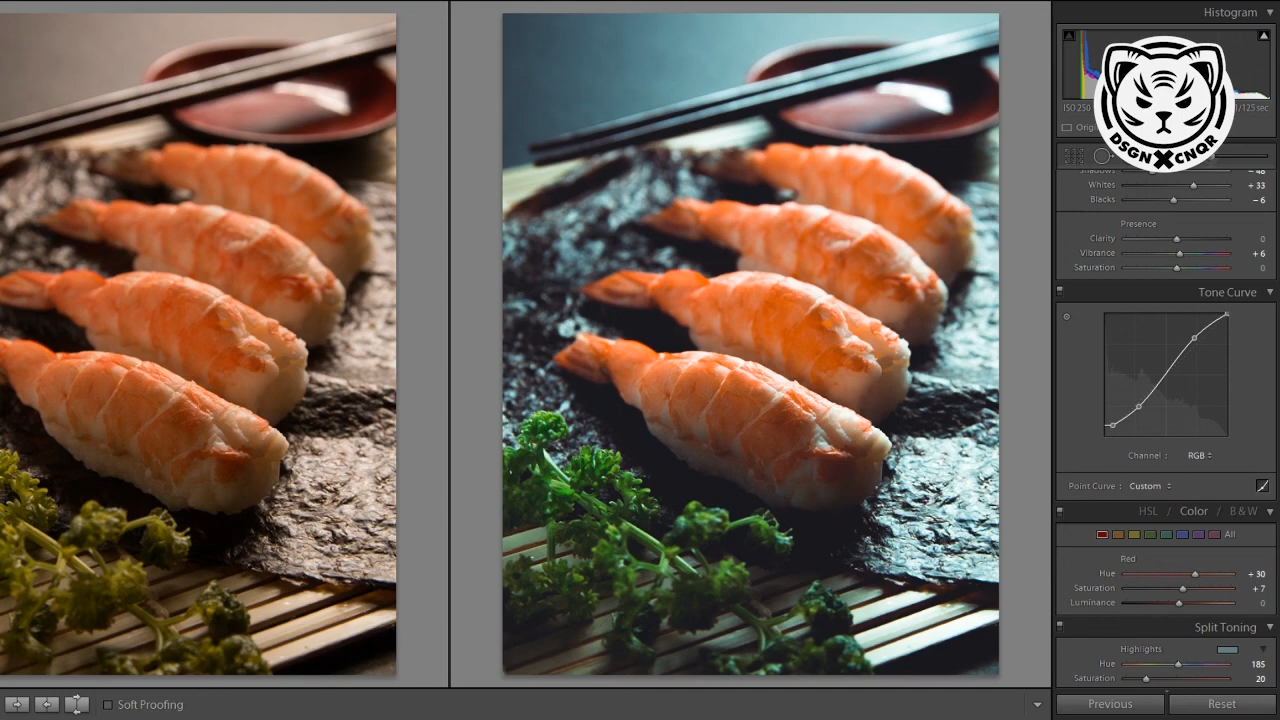 Histogram
DSGN X CNQR
ISO 250
1/125 sec
Shadows - 48
Whites + 33
Blacks - 6
Presence
Clarity 0
Vibrance + 6
Saturation 0
Tone Curve
Channel : RGB
Point Curve : Custom
HSL / Color / B & W
All
Red
Hue + 30
Saturation + 7
Luminance 0
Split Toning
Highlights
Hue 185
Saturation 20
Soft Proofing
Previous Reset